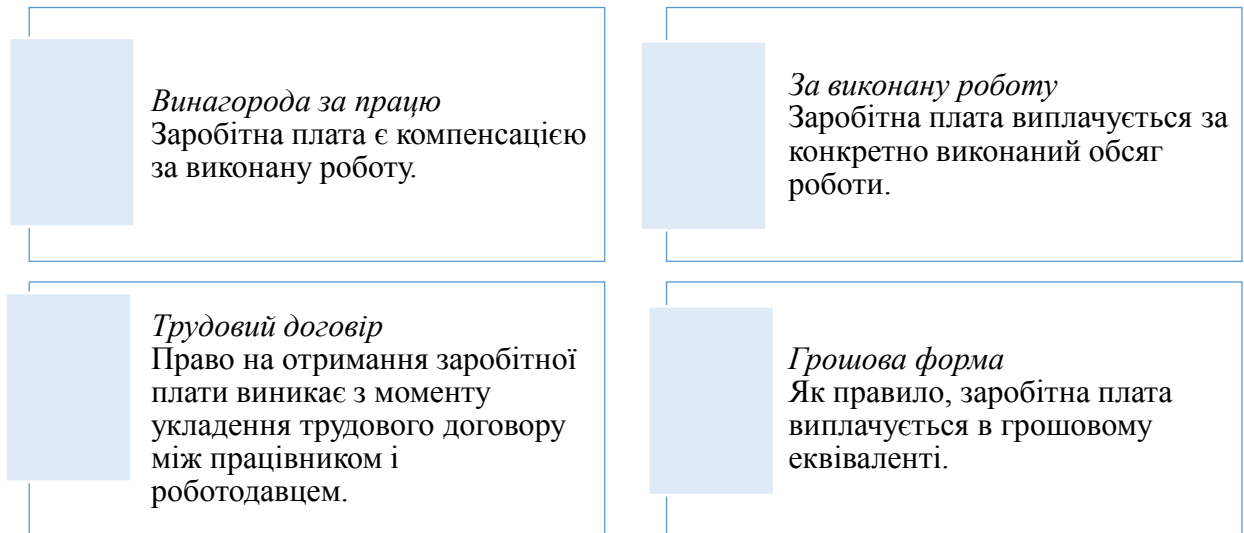 Винагорода за працю
Заробітна плата є компенсацією
за виконану роботу.
За виконану роботу
Заробітна плата виплачується за
конкретно виконаний обсяг
роботи.
Трудовий договір
Право на отримання заробітної
плати виникає з моменту
укладення трудового договору
між працівником і
роботодавцем.
Грошова форма
Як правило, заробітна плата
виплачується в грошовому
еквіваленті.